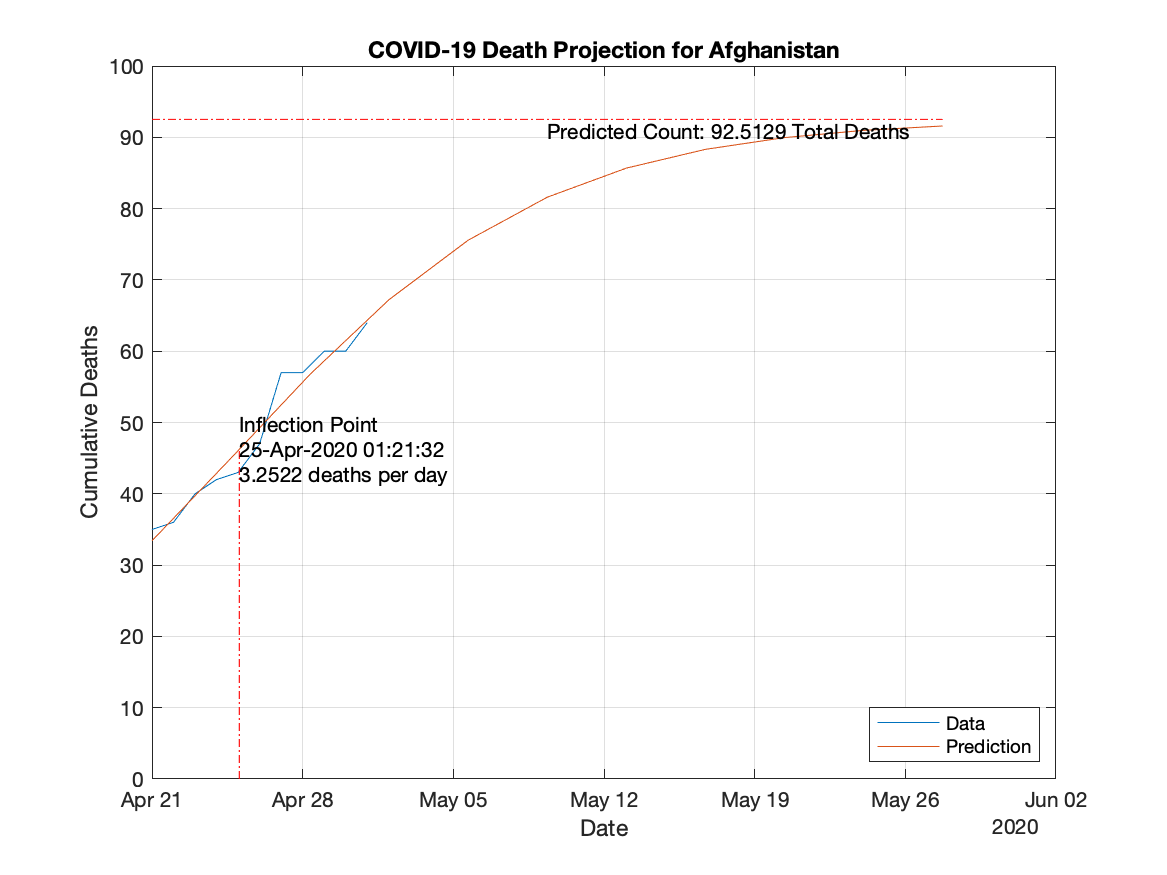 COVID-19 Death Projection for Afghanistan
100
90
80
70
60
50
40
30
20
10
0
Cumulative Deaths
Predicted Count: 92.5129 Total Deaths
Inflection Point
25-Apr-2020 01:21:32
3.2522 deaths per day
Data
Prediction
Apr 21 Apr 28 May 05 May 12 May 19 May 26 Jun 02
Date
2020